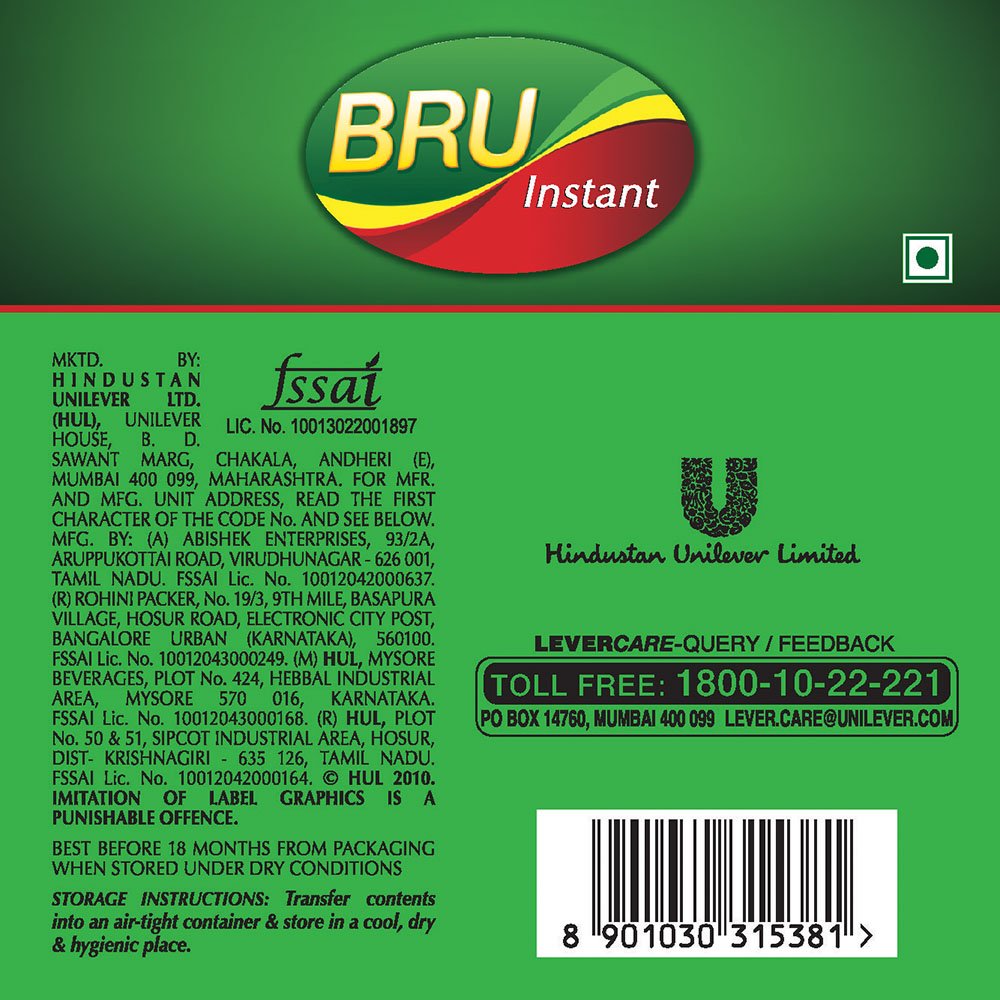 BRU
Instant
MKTD. BY:
HINDUSTAN
UNILEVER LTD.
(HUL), UNILEVER
HOUSE, B. D.
SAWANT MARG, CHAKALA, ANDHERI (E),
MUMBAI 400 099, MAHARASHTRA. FOR MFR.
AND MFG. UNIT ADDRESS, READ THE FIRST
CHARACTER OF THE CODE No. AND SEE BELOW.
MFG. BY: (A) ABISHEK ENTERPRISES, 93/2A,
ARUPPUKOTTAI ROAD, VIRUDHUNAGAR - 626 001,
TAMIL NADU. FSSAI Lic. No. 10012042000637.
(R) ROHINI PACKER, No. 19/3, 9TH MILE, BASAPURA
VILLAGE, HOSUR ROAD, ELECTRONIC CITY POST,
BANGALORE URBAN (KARNATAKA), 560100.
FSSAI Lic. No. 10012043000249. (M) HUL, MYSORE
BEVERAGES, PLOT No. 424, HEBBAL INDUSTRIAL
AREA, MYSORE 570 016, KARNATAKA.
FSSAI Lic. No. 10012043000168. (R) HUL, PLOT
No. 50 & 51, SIPCOT INDUSTRIAL AREA, HOSUR,
DIST- KRISHNAGIRI - 635 126, TAMIL NADU.
FSSAI Lic. No. 10012042000164. © HUL 2010.
IMITATION OF LABEL GRAPHICS IS A
PUNISHABLE OFFENCE.
BEST BEFORE 18 MONTHS FROM PACKAGING
WHEN STORED UNDER DRY CONDITIONS
STORAGE INSTRUCTIONS: Transfer contents
into an air-tight container & store in a cool, dry
& hygienic place.
fssai
LIC. No. 10013022001897
Hindustan Unilever Limited
LEVERCARE-QUERY / FEEDBACK
TOLL FREE: 1800-10-22-221
PO BOX 14760, MUMBAI 400 099 LEVER.CARE@UNILEVER.COM
8 901030 315381 >